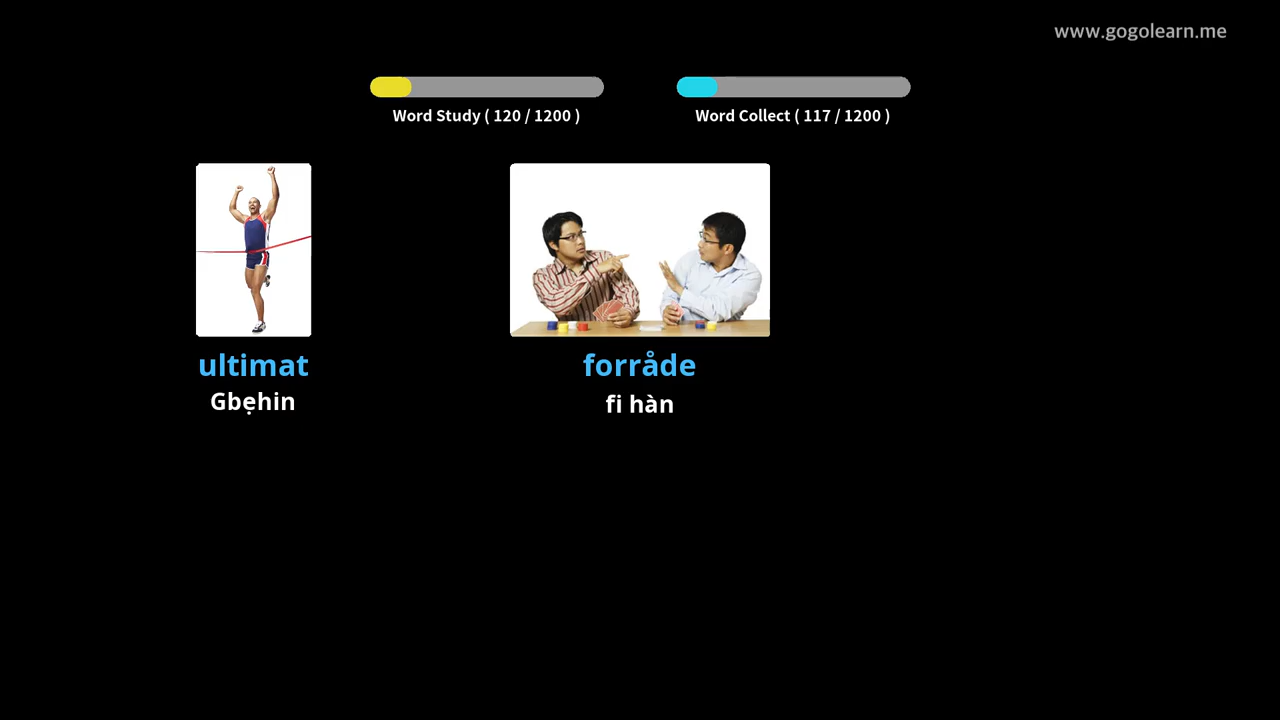 www.gogolearn.me
Word Study ( 120 / 1200 )
Word Collect ( 117 / 1200 )
ultimat
Gbẹhin
forråde
fi hàn